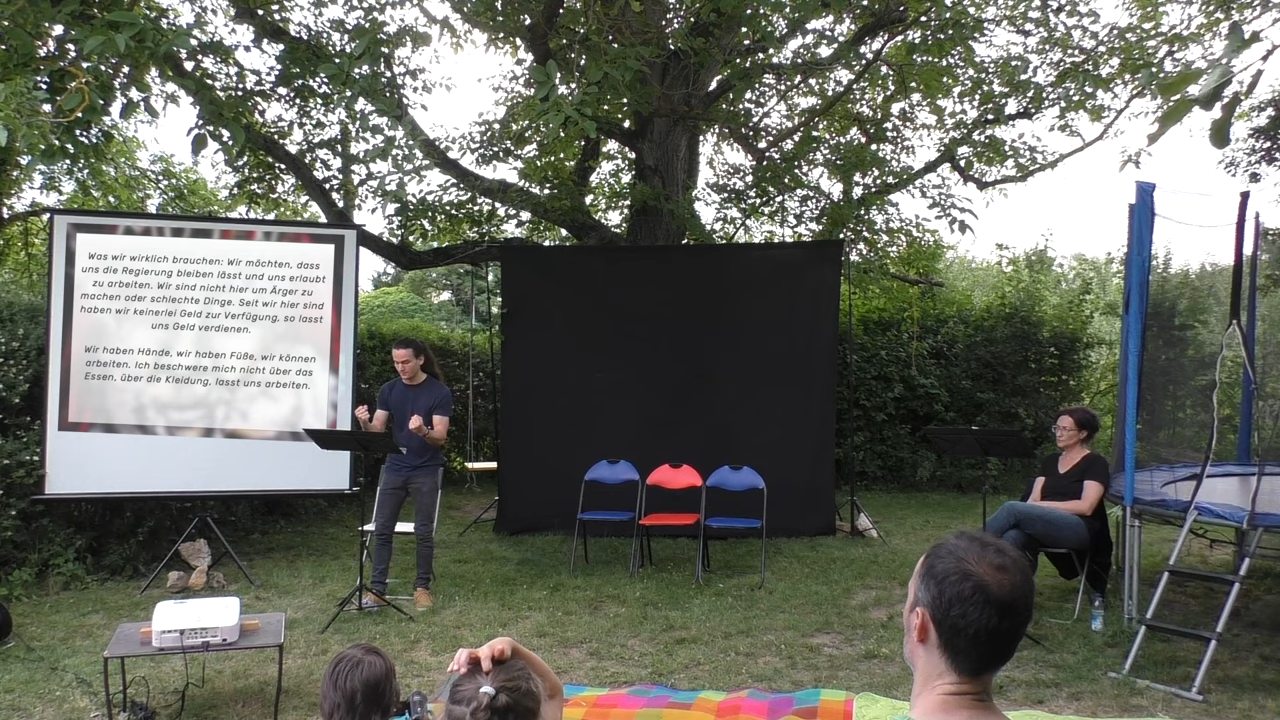 Was wir wirklich brauchen: Wir möchten, dass
uns die Regierung bleiben lässt und uns erlaubt
zu arbeiten. Wir sind nicht hier um Ärger zu
machen oder schlechte Dinge. Seit wir hier sind
haben wir keinerlei Geld zur Verfügung, so lasst
uns Geld verdienen.
Wir haben Hände, wir haben Füße, wir können
arbeiten. Ich beschwere mich nicht über das
Essen, über die Kleidung, lasst uns arbeiten.